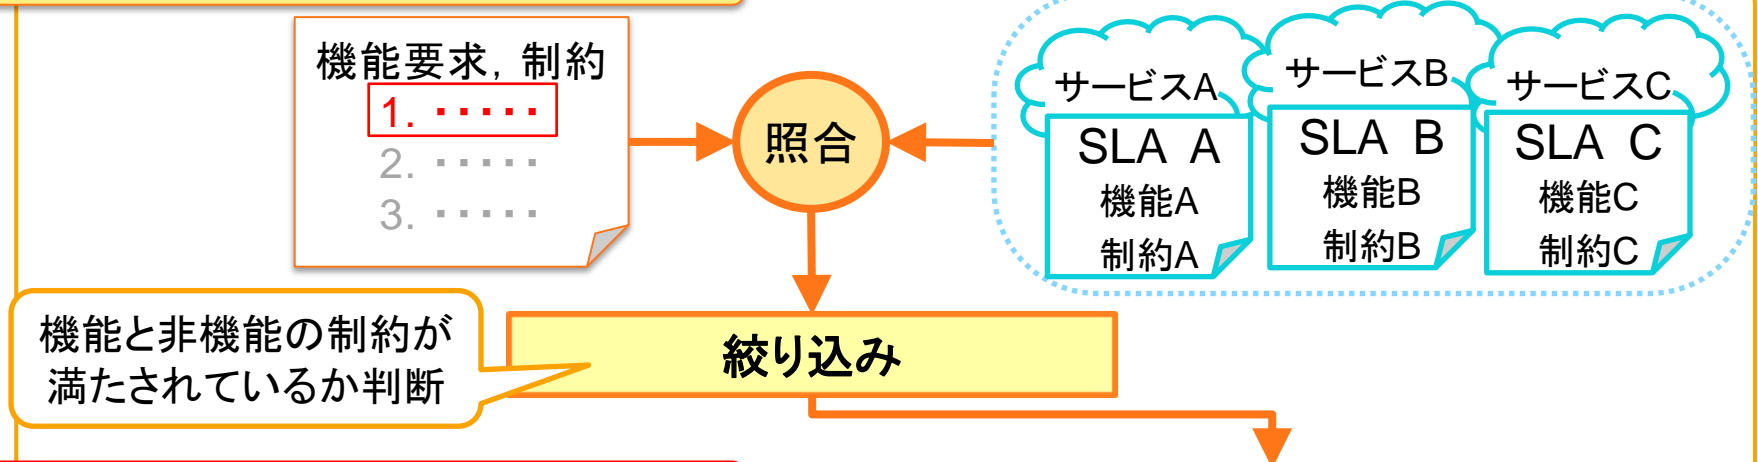 機能要求, 制約
1. ・・・・・
2. ・・・・・
3. ・・・・・
照合
サービスA
SLA A
機能A
制約A
サービスB
SLA B
機能B
制約B
サービスC
SLA C
機能C
制約C
機能と非機能の制約が
満たされているか判断
絞り込み